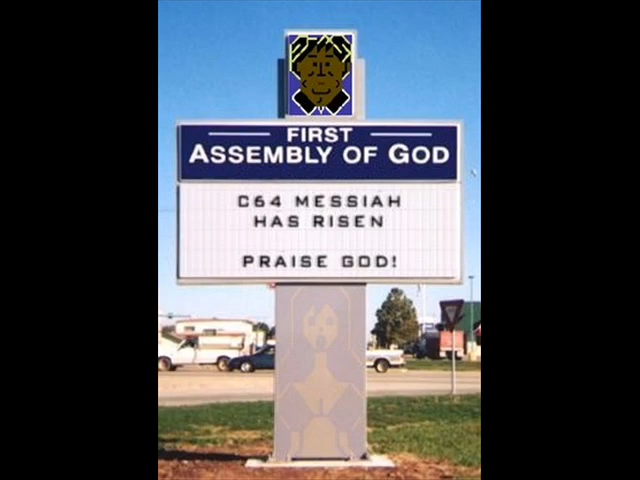 FIRST
ASSEMBLY OF GOD
C64 MESSIAH
HAS RISEN
PRAISE GOD!